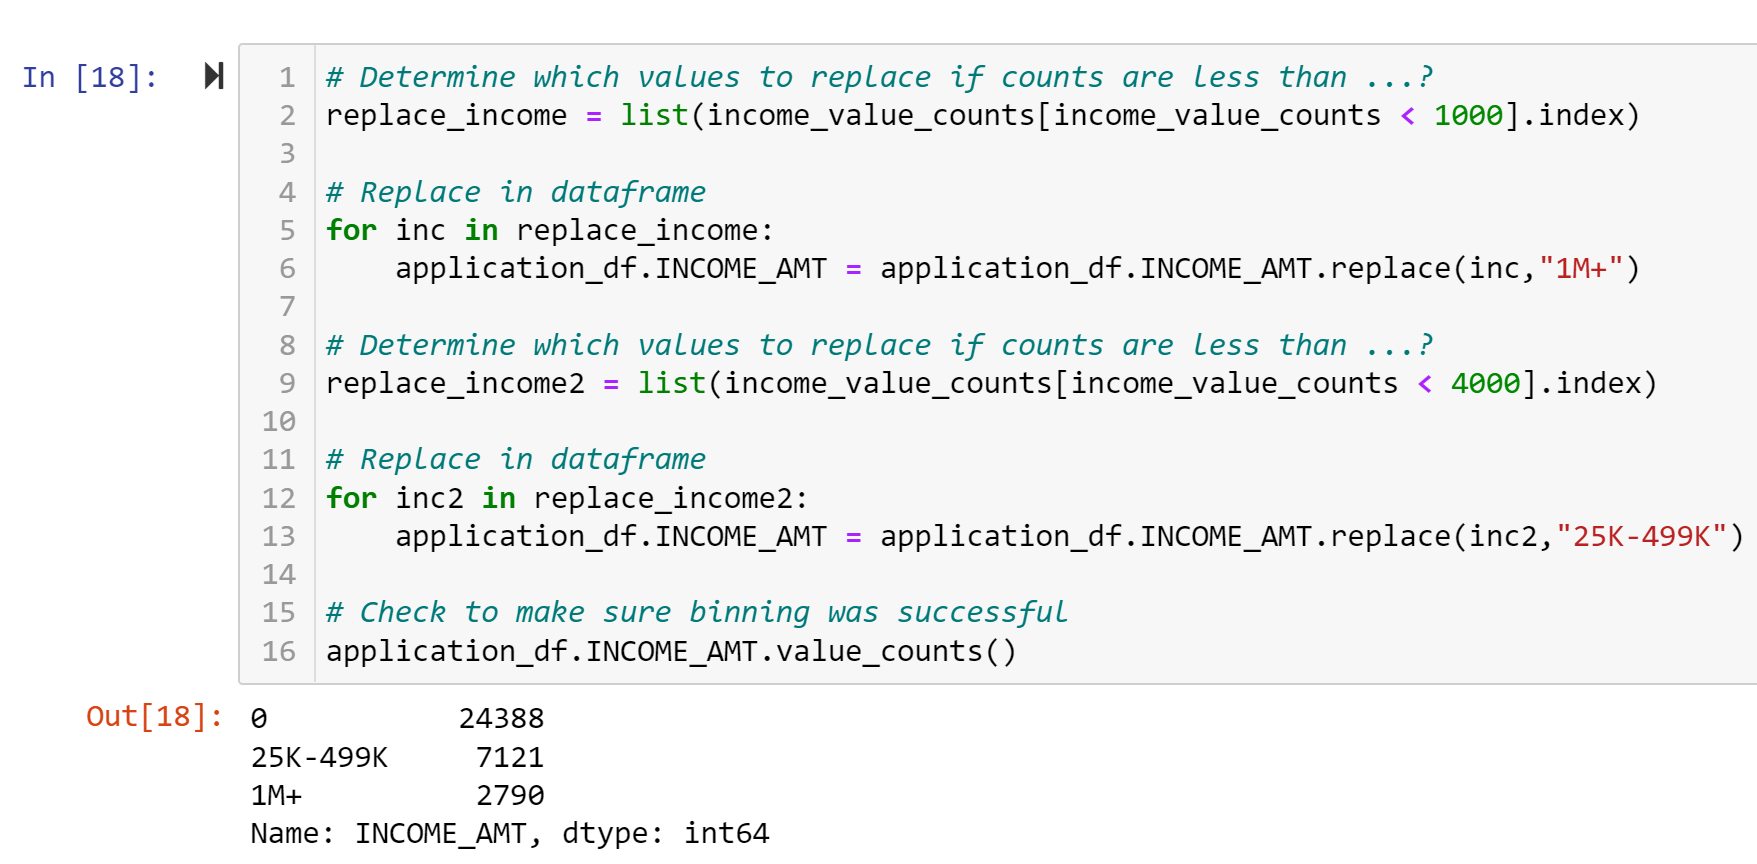 In [18]:
1 # Determine which values to replace if counts are less than ...?
2 replace_income = list(income_value_counts[income_value_counts < 1000].index)
3
4 # Replace in dataframe
5 for inc in replace_income:
6     application_df.INCOME_AMT = application_df.INCOME_AMT.replace(inc,"1M+")
7
8 # Determine which values to replace if counts are less than ...?
9 replace_income2 = list(income_value_counts[income_value_counts < 4000].index)
10
11 # Replace in dataframe
12 for inc2 in replace_income2:
13     application_df.INCOME_AMT = application_df.INCOME_AMT.replace(inc2,"25K-499K")
14
15 # Check to make sure binning was successful
16 application_df.INCOME_AMT.value_counts()
Out[18]: 0           24388
25K-499K     7121
1M+          2790
Name: INCOME_AMT, dtype: int64